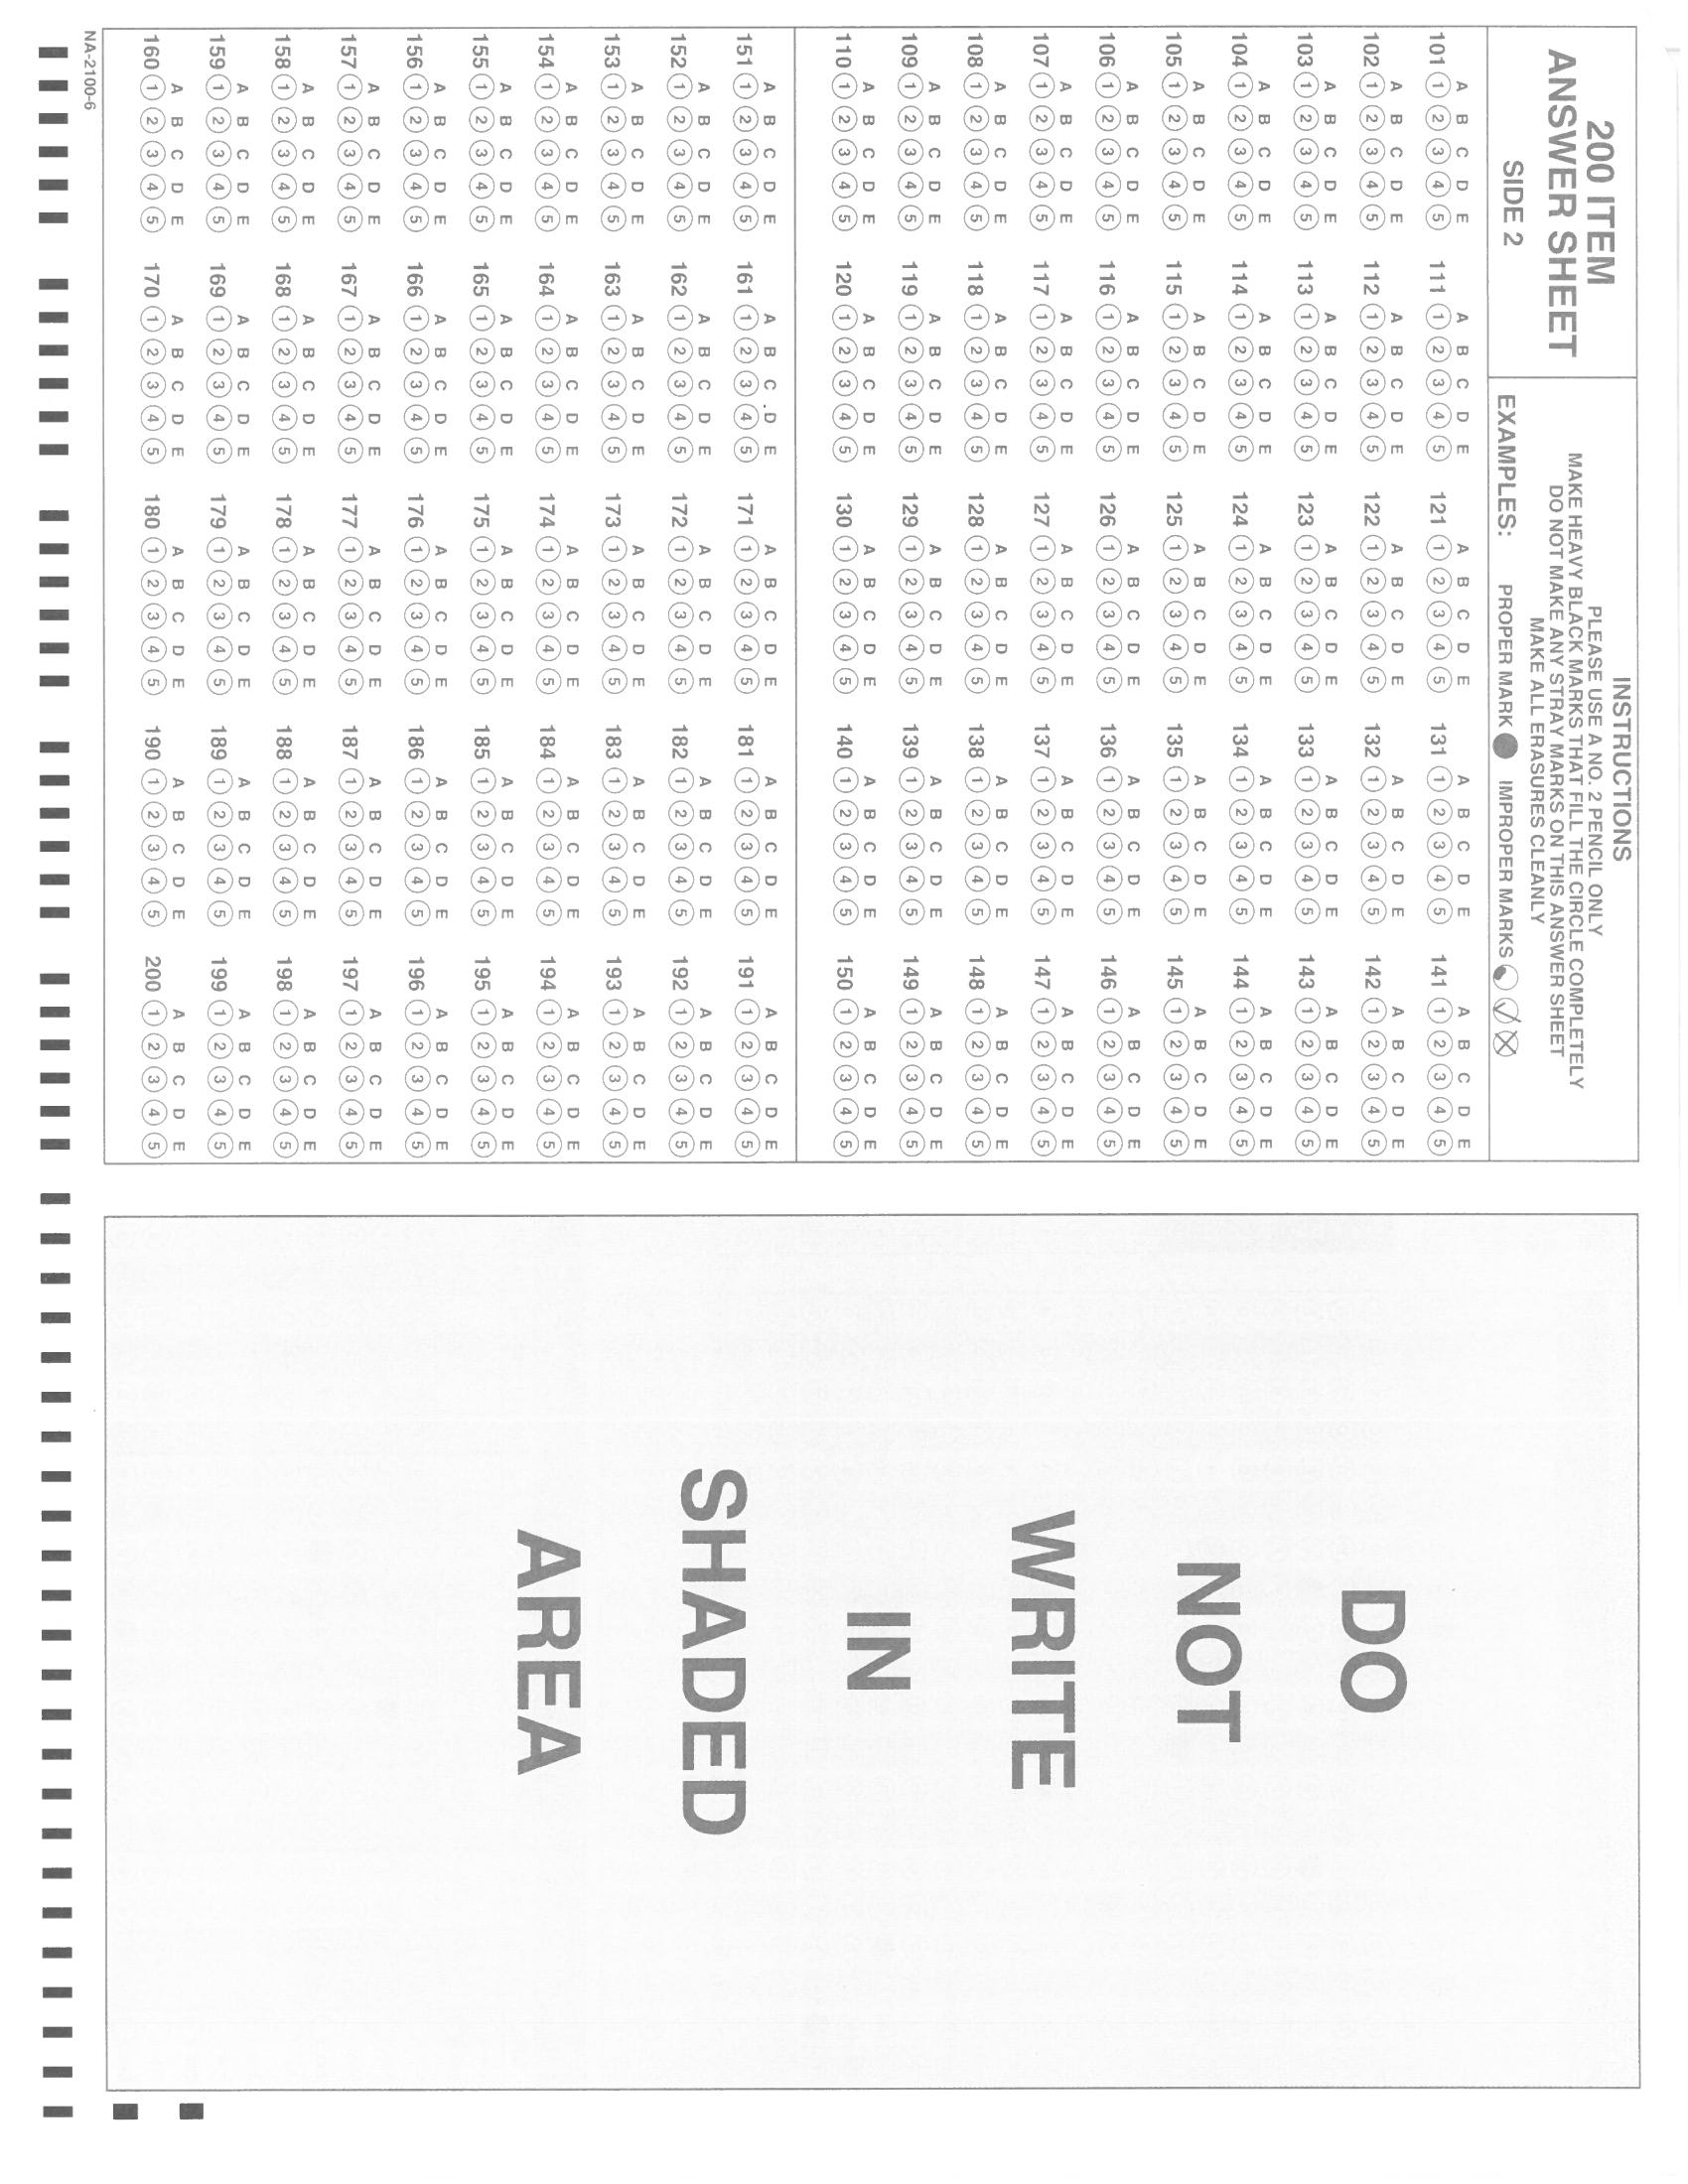 200 ITEM
ANSWER SHEET
SIDE 2
INSTRUCTIONS
PLEASE USE A NO. 2 PENCIL ONLY
MAKE HEAVY BLACK MARKS THAT FILL THE CIRCLE COMPLETELY
DO NOT MAKE ANY STRAY MARKS ON THIS ANSWER SHEET
MAKE ALL ERASURES CLEANLY
EXAMPLES: PROPER MARK IMPROPER MARKS
A B C D E A B C D E A B C D E A B C D E A B C D E
101 1 2 3 4 5 111 1 2 3 4 5 121 1 2 3 4 5 131 1 2 3 4 5 141 1 2 3 4 5
A B C D E A B C D E A B C D E A B C D E A B C D E
102 1 2 3 4 5 112 1 2 3 4 5 122 1 2 3 4 5 132 1 2 3 4 5 142 1 2 3 4 5
A B C D E A B C D E A B C D E A B C D E A B C D E
103 1 2 3 4 5 113 1 2 3 4 5 123 1 2 3 4 5 133 1 2 3 4 5 143 1 2 3 4 5
A B C D E A B C D E A B C D E A B C D E A B C D E
104 1 2 3 4 5 114 1 2 3 4 5 124 1 2 3 4 5 134 1 2 3 4 5 144 1 2 3 4 5
A B C D E A B C D E A B C D E A B C D E A B C D E
105 1 2 3 4 5 115 1 2 3 4 5 125 1 2 3 4 5 135 1 2 3 4 5 145 1 2 3 4 5
A B C D E A B C D E A B C D E A B C D E A B C D E
106 1 2 3 4 5 116 1 2 3 4 5 126 1 2 3 4 5 136 1 2 3 4 5 146 1 2 3 4 5
A B C D E A B C D E A B C D E A B C D E A B C D E
107 1 2 3 4 5 117 1 2 3 4 5 127 1 2 3 4 5 137 1 2 3 4 5 147 1 2 3 4 5
A B C D E A B C D E A B C D E A B C D E A B C D E
108 1 2 3 4 5 118 1 2 3 4 5 128 1 2 3 4 5 138 1 2 3 4 5 148 1 2 3 4 5
A B C D E A B C D E A B C D E A B C D E A B C D E
109 1 2 3 4 5 119 1 2 3 4 5 129 1 2 3 4 5 139 1 2 3 4 5 149 1 2 3 4 5
A B C D E A B C D E A B C D E A B C D E A B C D E
110 1 2 3 4 5 120 1 2 3 4 5 130 1 2 3 4 5 140 1 2 3 4 5 150 1 2 3 4 5
A B C D E A B C D E A B C D E A B C D E A B C D E
151 1 2 3 4 5 161 1 2 3 4 5 171 1 2 3 4 5 181 1 2 3 4 5 191 1 2 3 4 5
A B C D E A B C D E A B C D E A B C D E A B C D E
152 1 2 3 4 5 162 1 2 3 4 5 172 1 2 3 4 5 182 1 2 3 4 5 192 1 2 3 4 5
A B C D E A B C D E A B C D E A B C D E A B C D E
153 1 2 3 4 5 163 1 2 3 4 5 173 1 2 3 4 5 183 1 2 3 4 5 193 1 2 3 4 5
A B C D E A B C D E A B C D E A B C D E A B C D E
154 1 2 3 4 5 164 1 2 3 4 5 174 1 2 3 4 5 184 1 2 3 4 5 194 1 2 3 4 5
A B C D E A B C D E A B C D E A B C D E A B C D E
155 1 2 3 4 5 165 1 2 3 4 5 175 1 2 3 4 5 185 1 2 3 4 5 195 1 2 3 4 5
A B C D E A B C D E A B C D E A B C D E A B C D E
156 1 2 3 4 5 166 1 2 3 4 5 176 1 2 3 4 5 186 1 2 3 4 5 196 1 2 3 4 5
A B C D E A B C D E A B C D E A B C D E A B C D E
157 1 2 3 4 5 167 1 2 3 4 5 177 1 2 3 4 5 187 1 2 3 4 5 197 1 2 3 4 5
A B C D E A B C D E A B C D E A B C D E A B C D E
158 1 2 3 4 5 168 1 2 3 4 5 178 1 2 3 4 5 188 1 2 3 4 5 198 1 2 3 4 5
A B C D E A B C D E A B C D E A B C D E A B C D E
159 1 2 3 4 5 169 1 2 3 4 5 179 1 2 3 4 5 189 1 2 3 4 5 199 1 2 3 4 5
A B C D E A B C D E A B C D E A B C D E A B C D E
160 1 2 3 4 5 170 1 2 3 4 5 180 1 2 3 4 5 190 1 2 3 4 5 200 1 2 3 4 5
NA-2100-6
DO
NOT
WRITE
IN
SHADED
AREA